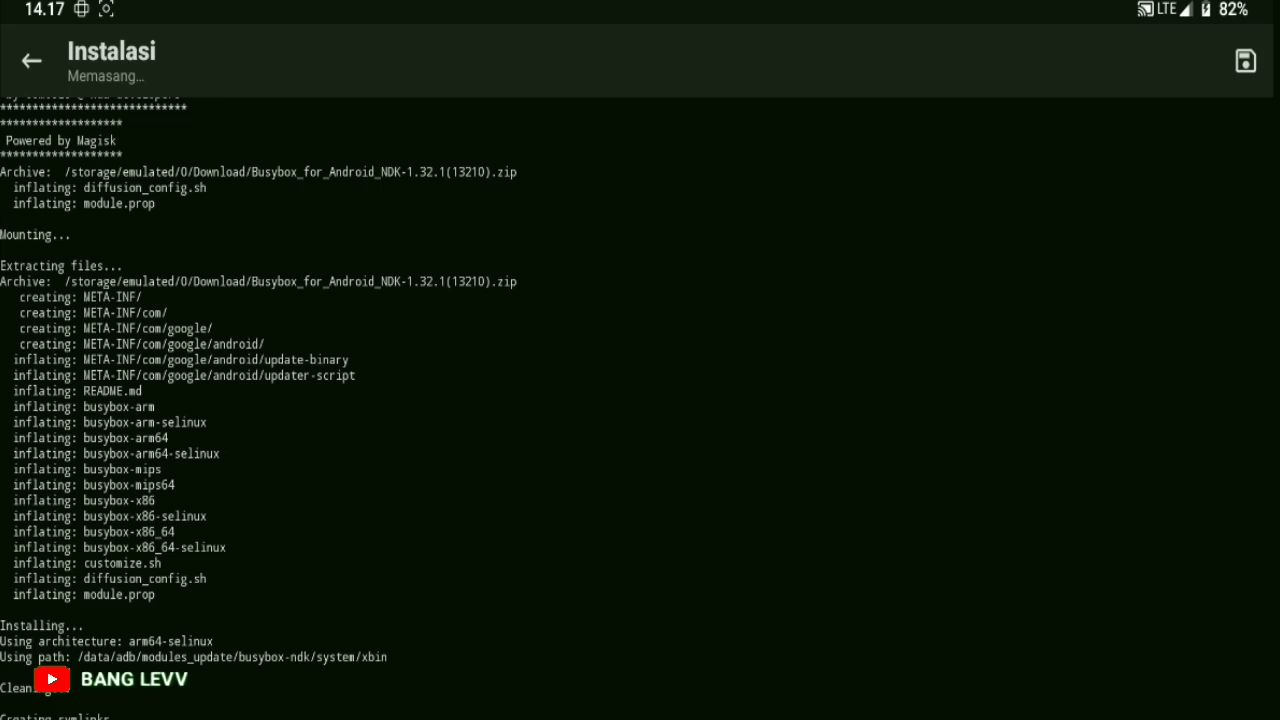 14.17 LTE 82%
Instalasi
Memasang…
*****************************
*******************
Powered by Magisk
*******************
Archive: /storage/emulated/0/Download/Busybox_for_Android_NDK-1.32.1(13210).zip
inflating: diffusion_config.sh
inflating: module.prop
Mounting...
Extracting files...
Archive: /storage/emulated/0/Download/Busybox_for_Android_NDK-1.32.1(13210).zip
creating: META-INF/
creating: META-INF/com/
creating: META-INF/com/google/
creating: META-INF/com/google/android/
inflating: META-INF/com/google/android/update-binary
inflating: META-INF/com/google/android/updater-script
inflating: README.md
inflating: busybox-arm
inflating: busybox-arm-selinux
inflating: busybox-arm64
inflating: busybox-arm64-selinux
inflating: busybox-mips
inflating: busybox-mips64
inflating: busybox-x86
inflating: busybox-x86-selinux
inflating: busybox-x86_64
inflating: busybox-x86_64-selinux
inflating: customize.sh
inflating: diffusion_config.sh
inflating: module.prop
Installing...
Using architecture: arm64-selinux
Using path: /data/adb/modules_update/busybox-ndk/system/xbin
BANG LEVV
Creating symlinks